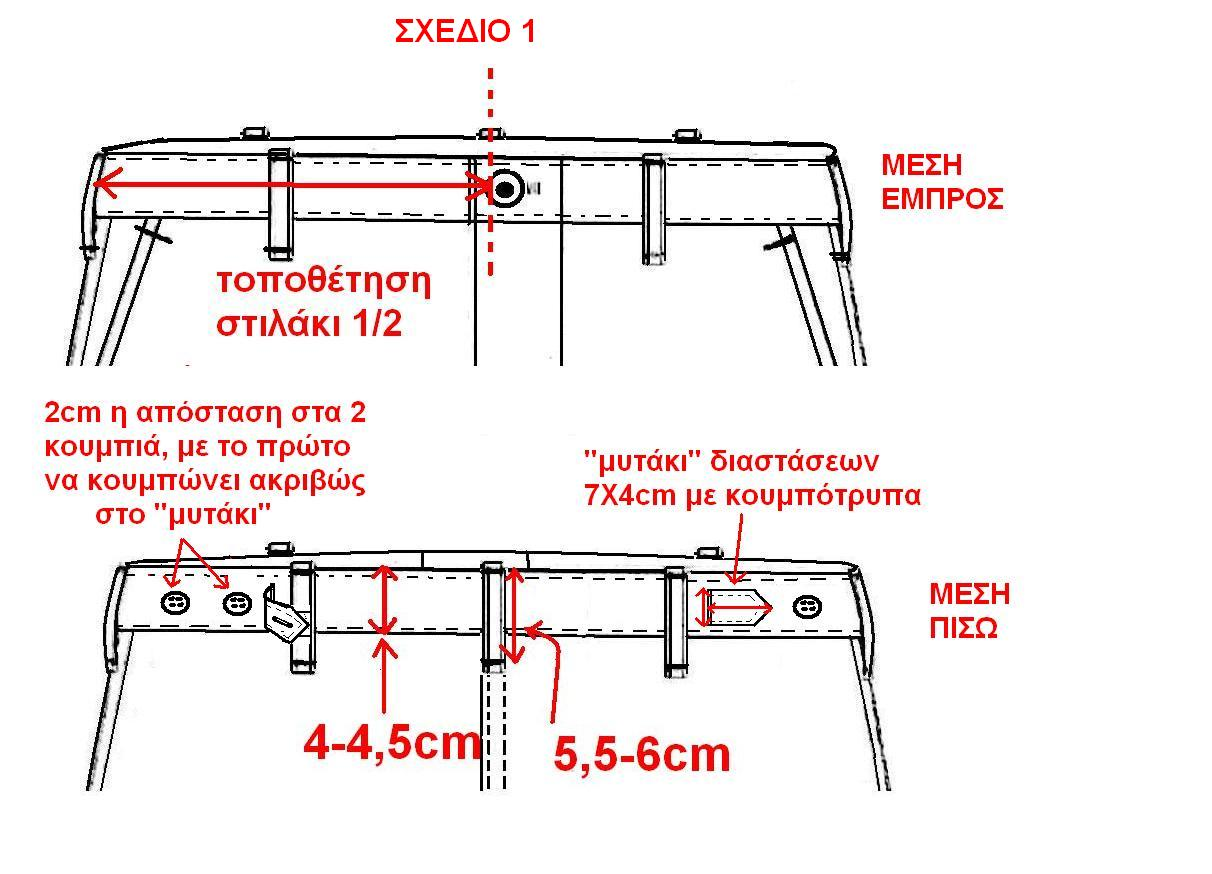 ΣΧΕΔΙΟ 1
ΜΕΣΗ
ΕΜΠΡΟΣ
τοποθέτηση
στιλάκι 1/2
2cm η απόσταση στα 2
κουμπιά, με το πρώτο
να κουμπώνει ακριβώς
στο "μυτάκι"
"μυτάκι" διαστάσεων
7X4cm με κουμπότρυπα
ΜΕΣΗ
ΠΙΣΩ
4-4,5cm
5,5-6cm